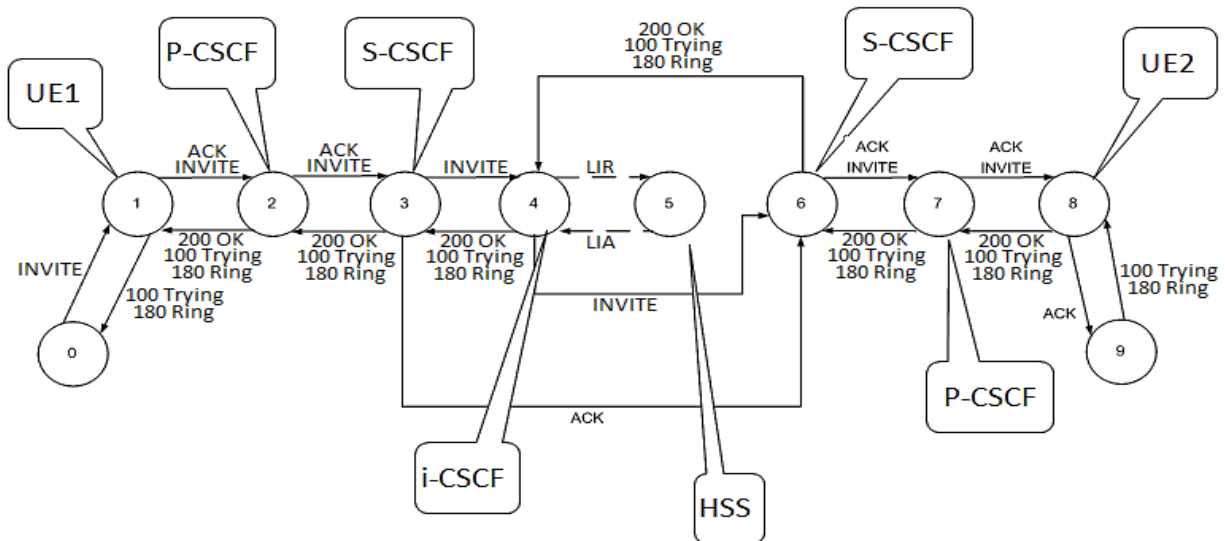 200 OK
100 Trying
180 Ring
P-CSCF
S-CSCF
S-CSCF
UE2
UE1
ACK
INVITE
ACK
INVITE
INVITE
LIR
ACK
INVITE
ACK
INVITE
1
2
3
4
5
6
7
8
200 OK
100 Trying
180 Ring
200 OK
100 Trying
180 Ring
200 OK
100 Trying
180 Ring
LIA
200 OK
100 Trying
180 Ring
200 OK
100 Trying
180 Ring
INVITE
100 Trying
180 Ring
INVITE
100 Trying
180 Ring
ACK
0
9
ACK
P-CSCF
i-CSCF
HSS